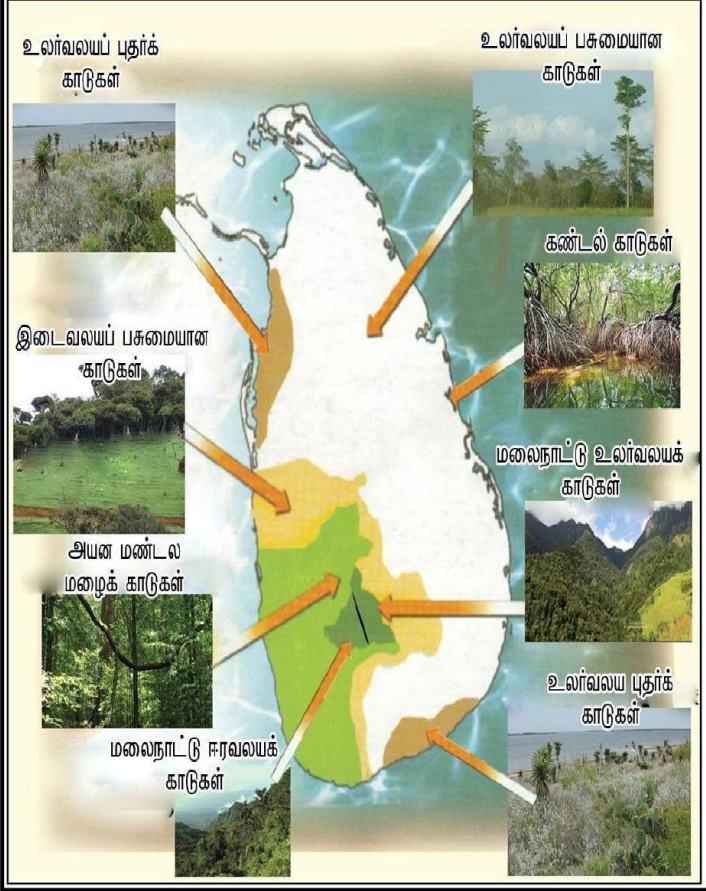 உலர்வலயப் புதர்க்
காடுகள்
உலர்வலயப் பசுமையான
காடுகள்
கண்டல் காடுகள்
இடைவலயப் பசுமையான
காடுகள்
மலைநாட்டு உலர்வலயக்
காடுகள்
அயன மண்டல
மழைக் காடுகள்
உலர்வலய புதர்க்
காடுகள்
மலைநாட்டு ஈரவலயக்
காடுகள்